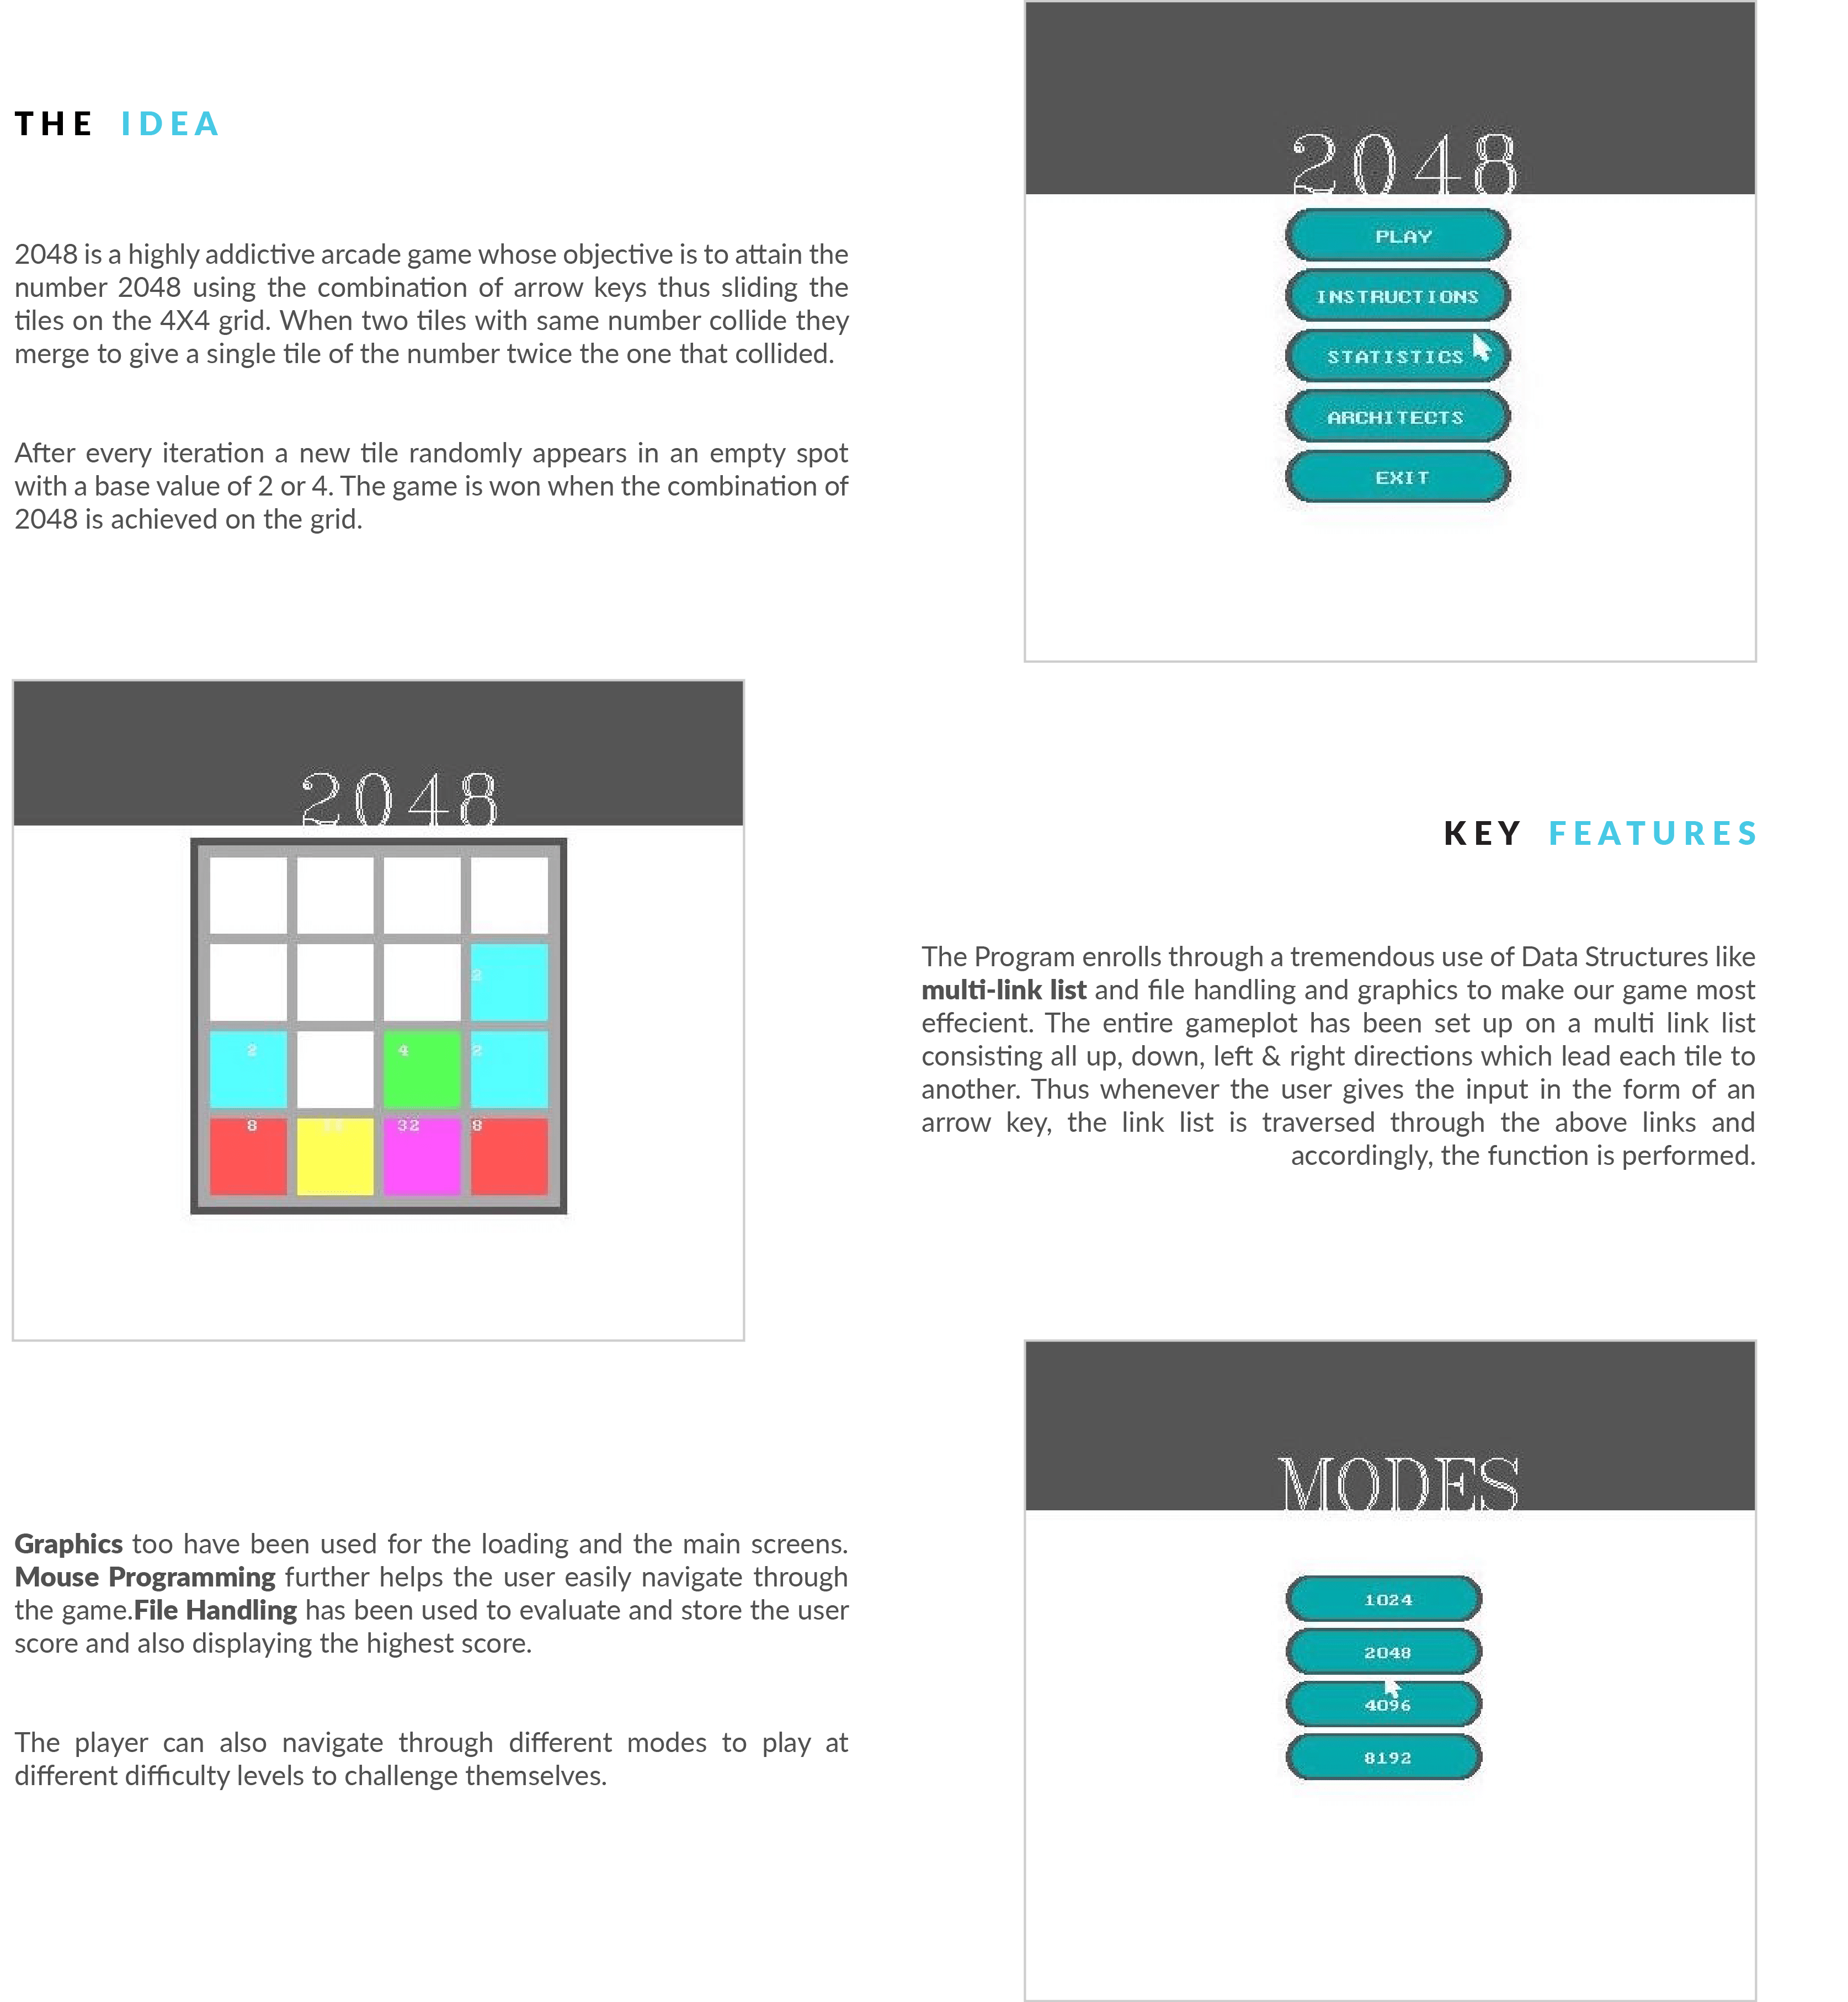 THE IDEA
2048 is a highly addictive arcade game whose objective is to attain the
number 2048 using the combination of arrow keys thus sliding the
tiles on the 4X4 grid. When two tiles with same number collide they
merge to give a single tile of the number twice the one that collided.
After every iteration a new tile randomly appears in an empty spot
with a base value of 2 or 4. The game is won when the combination of
2048 is achieved on the grid.
2048
PLAY
INSTRUCTIONS
STATISTICS
ARCHITECTS
EXIT
2048
2
2 4 2
8 32 8
KEY FEATURES
The Program enrolls through a tremendous use of Data Structures like
multi-link list and file handling and graphics to make our game most
effecient. The entire gameplot has been set up on a multi link list
consisting all up, down, left & right directions which lead each tile to
another. Thus whenever the user gives the input in the form of an
arrow key, the link list is traversed through the above links and
accordingly, the function is performed.
Graphics too have been used for the loading and the main screens.
Mouse Programming further helps the user easily navigate through
the game.File Handling has been used to evaluate and store the user
score and also displaying the highest score.
The player can also navigate through different modes to play at
different difficulty levels to challenge themselves.
MODES
1024
2048
4096
8192